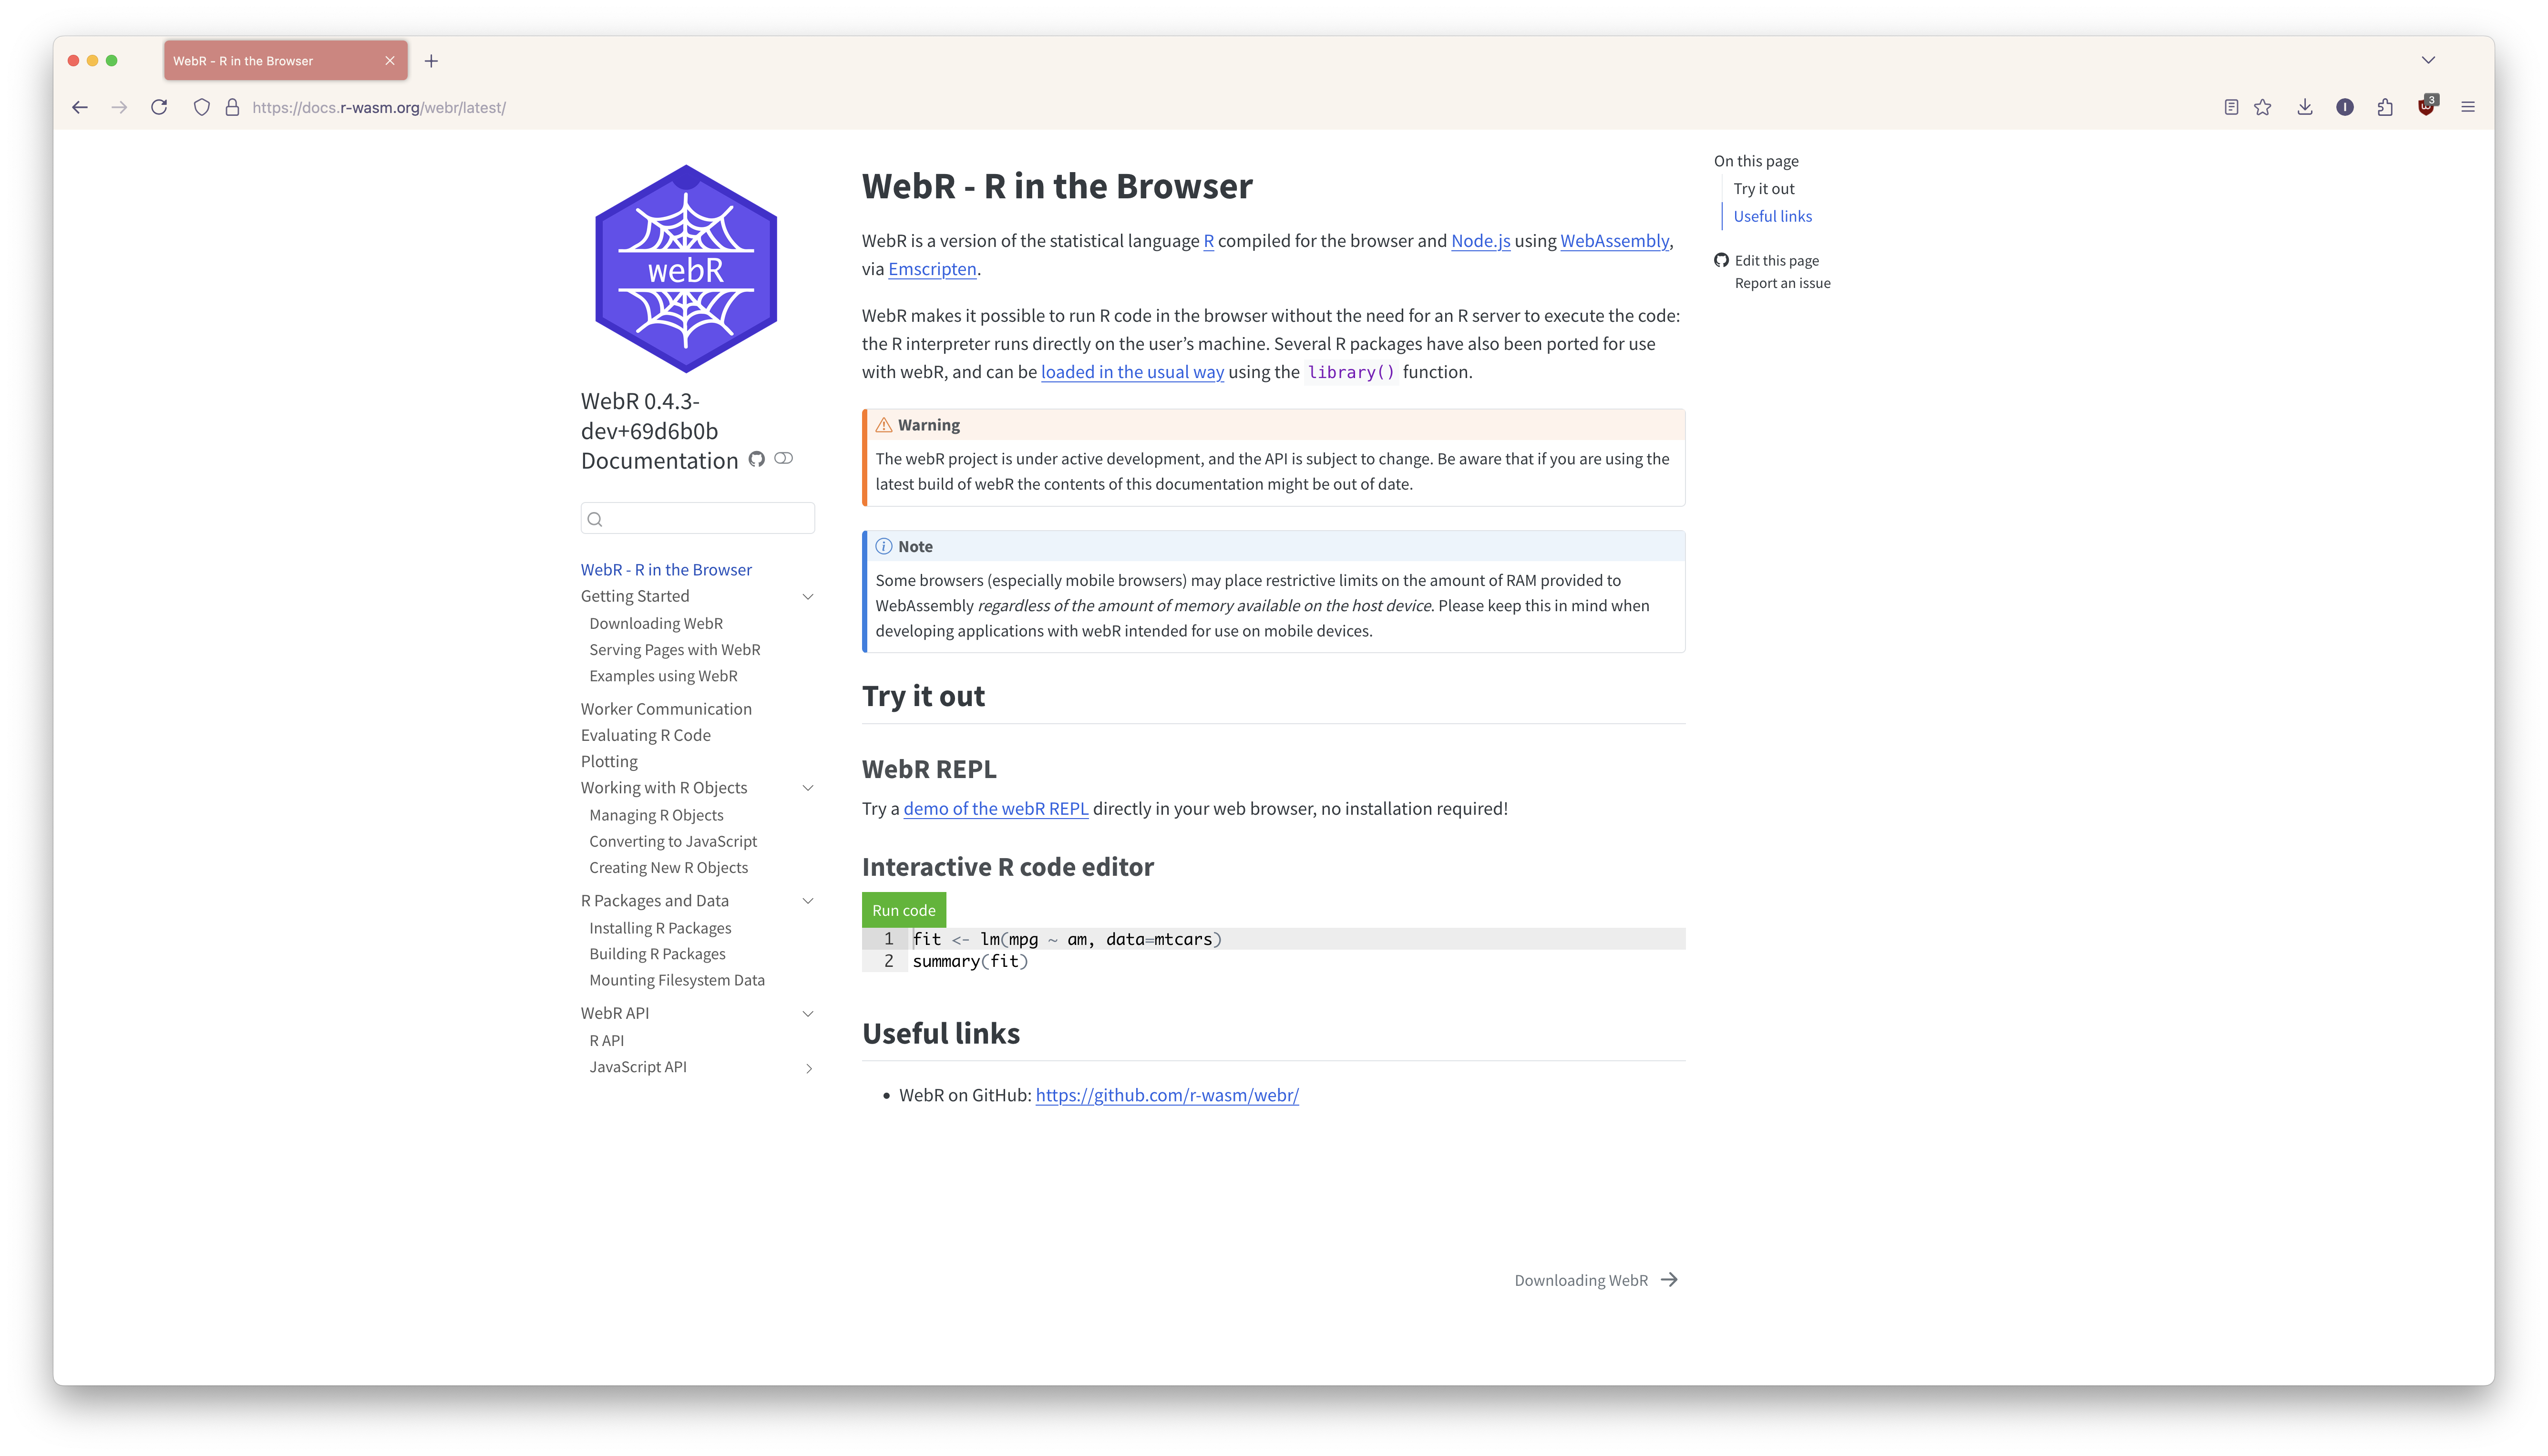 WebR - R in the Browser
https://docs.r-wasm.org/webr/latest/
3
webR
WebR 0.4.3-
dev+69d6b0b
Documentation
WebR - R in the Browser
Getting Started
Downloading WebR
Serving Pages with WebR
Examples using WebR
Worker Communication
Evaluating R Code
Plotting
Working with R Objects
Managing R Objects
Converting to JavaScript
Creating New R Objects
R Packages and Data
Installing R Packages
Building R Packages
Mounting Filesystem Data
WebR API
R API
JavaScript API
WebR - R in the Browser
WebR is a version of the statistical language R compiled for the browser and Node.js using WebAssembly,
via Emscripten.
WebR makes it possible to run R code in the browser without the need for an R server to execute the code:
the R interpreter runs directly on the user’s machine. Several R packages have also been ported for use
with webR, and can be loaded in the usual way using the library() function.
Warning
The webR project is under active development, and the API is subject to change. Be aware that if you are using the
latest build of webR the contents of this documentation might be out of date.
Note
Some browsers (especially mobile browsers) may place restrictive limits on the amount of RAM provided to
WebAssembly regardless of the amount of memory available on the host device. Please keep this in mind when
developing applications with webR intended for use on mobile devices.
Try it out
WebR REPL
Try a demo of the webR REPL directly in your web browser, no installation required!
Interactive R code editor
Run code
1 fit <- lm(mpg ~ am, data=mtcars)
2 summary(fit)
Useful links
• WebR on GitHub: https://github.com/r-wasm/webr/
Downloading WebR
On this page
Try it out
Useful links
Edit this page
Report an issue